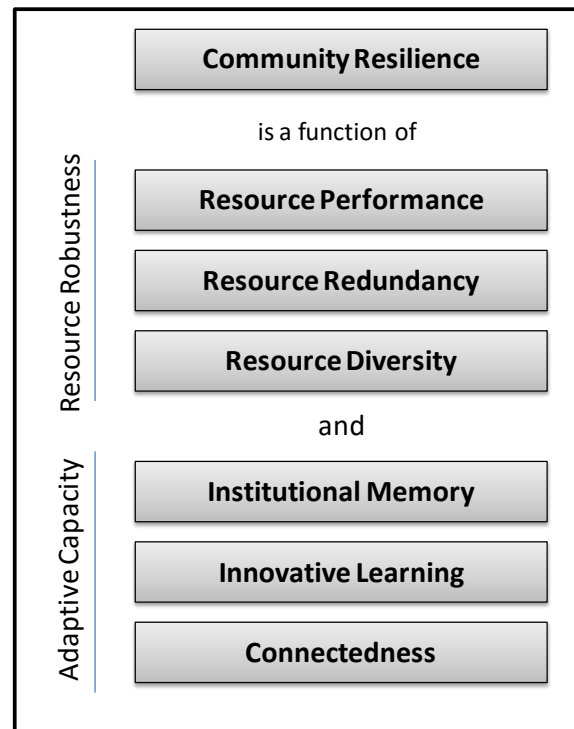 Community Resilience
is a function of
Resource Robustness
Resource Performance
Resource Redundancy
Resource Diversity
and
Adaptive Capacity
Institutional Memory
Innovative Learning
Connectedness